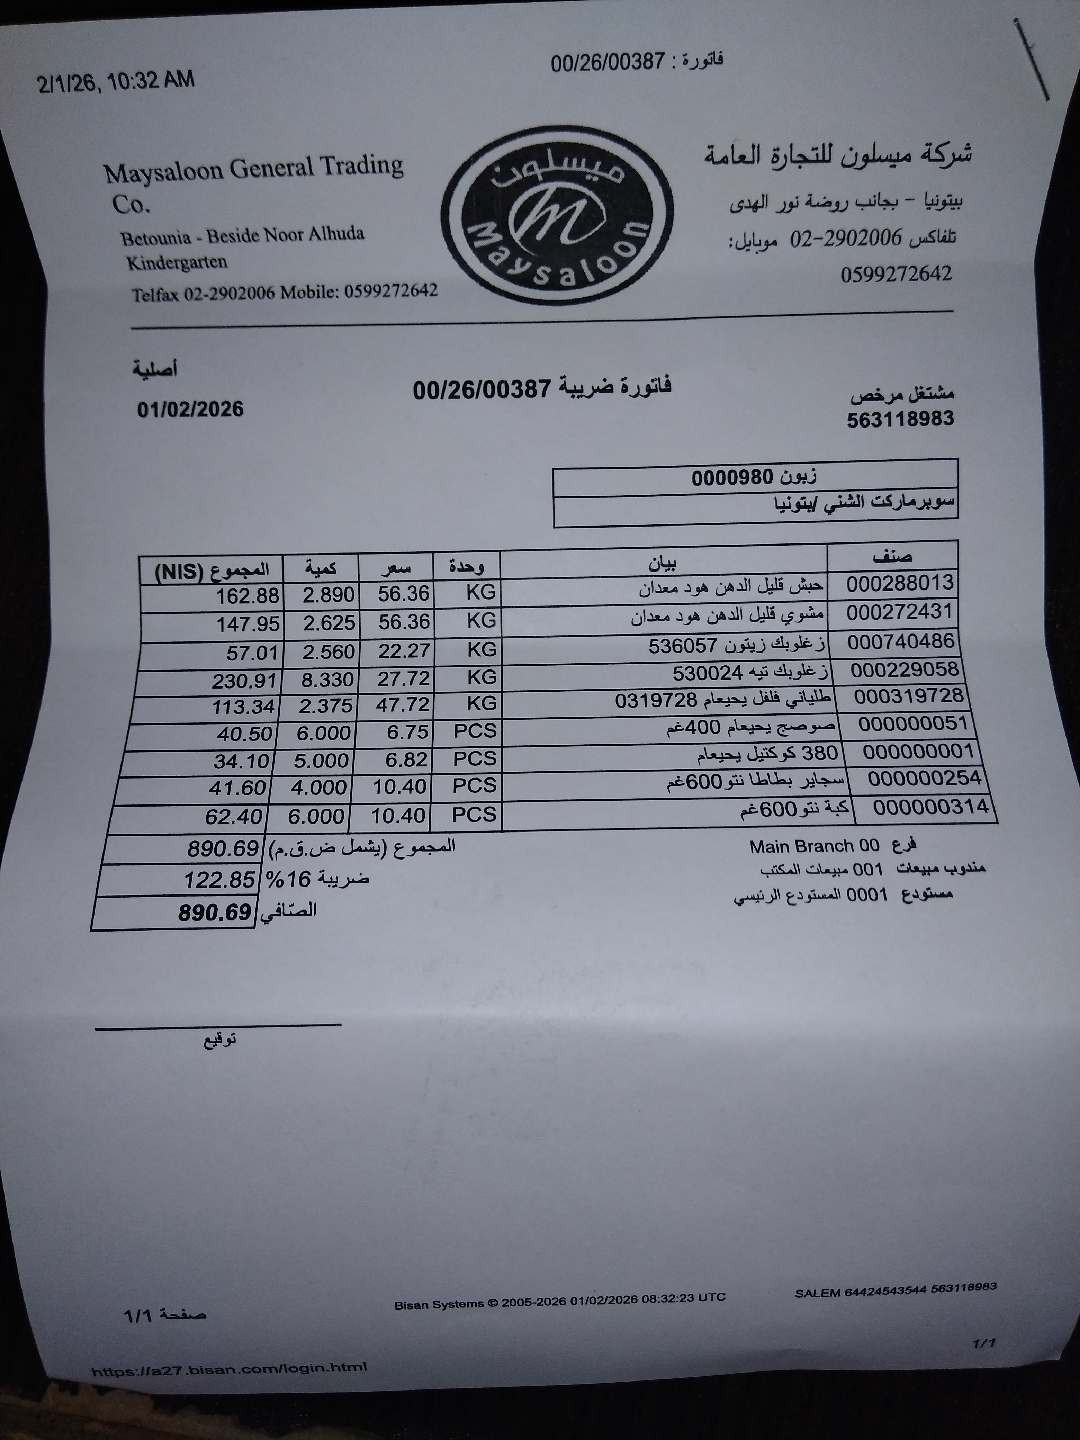 2/1/26, 10:32 AM
فاتورة : 00/26/00387
Maysaloon General Trading
Co.
Betounia - Beside Noor Alhuda
Kindergarten
Telfax 02-2902006 Mobile: 0599272642
ميسلون
Maysaloon
شركة ميسلون للتجارة العامة
بيتونيا - بجانب روضة نور الهدى
تلفاكس 02-2902006 موبايل:
0599272642
أصلية
01/02/2026
فاتورة ضريبة 00/26/00387
مشتغل مرخص
563118983
زبون 0000980
سوبرماركت الشني /بتونيا
صنف بيان وحدة سعر كمية المجموع (NIS)
000288013 حبش قليل الدهن هود معدان KG 56.36 2.890 162.88
000272431 مشوي قليل الدهن هود معدان KG 56.36 2.625 147.95
000740486 زغلوبك زيتون 536057 KG 22.27 2.560 57.01
000229058 زغلوبك تيه 530024 KG 27.72 8.330 230.91
000319728 طلياني فلفل يحيعام 0319728 KG 47.72 2.375 113.34
000000051 صوصج يحيعام 400غم PCS 6.75 6.000 40.50
000000001 380 كوكتيل يحيعام PCS 6.82 5.000 34.10
000000254 سجاير بطاطا نتو 600غم PCS 10.40 4.000 41.60
000000314 كبة نتو 600غم PCS 10.40 6.000 62.40
المجموع (يشمل ض.ق.م) 890.69
ضريبة 16% 122.85
الصّافي 890.69
فرع 00 Main Branch
مندوب مبيعات 001 مبيعات المكتب
مستودع 0001 المستودع الرئيسي
توقيع
صفحة 1/1
Bisan Systems © 2005-2026 01/02/2026 08:32:23 UTC
SALEM 64424543544 563118983
https://a27.bisan.com/login.html
1/1